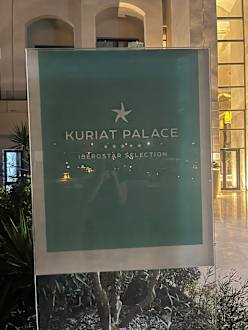 KURIAT PALACE
★★★★★
IBEROSTAR SELECTION